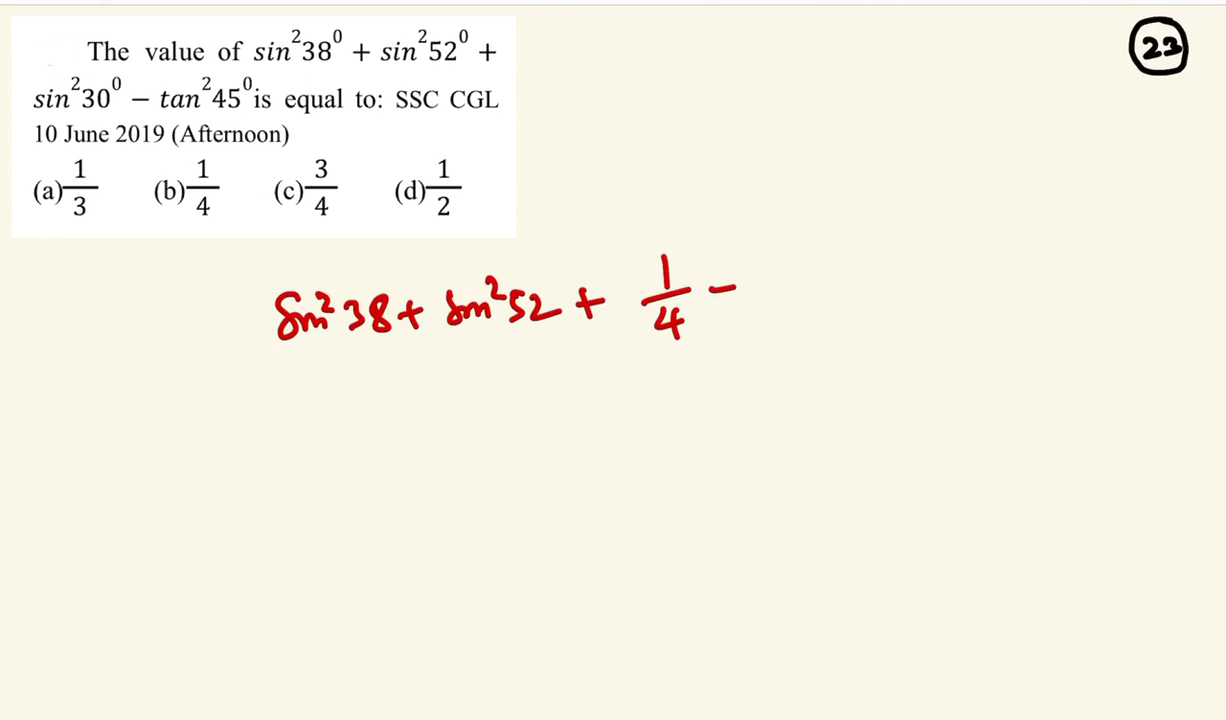 23
The value of sin²38⁰ + sin²52⁰ +
sin²30⁰ − tan²45⁰is equal to: SSC CGL
10 June 2019 (Afternoon)
(a) 1/3 (b) 1/4 (c) 3/4 (d) 1/2
sin²38 + sin²52 + 1/4 −